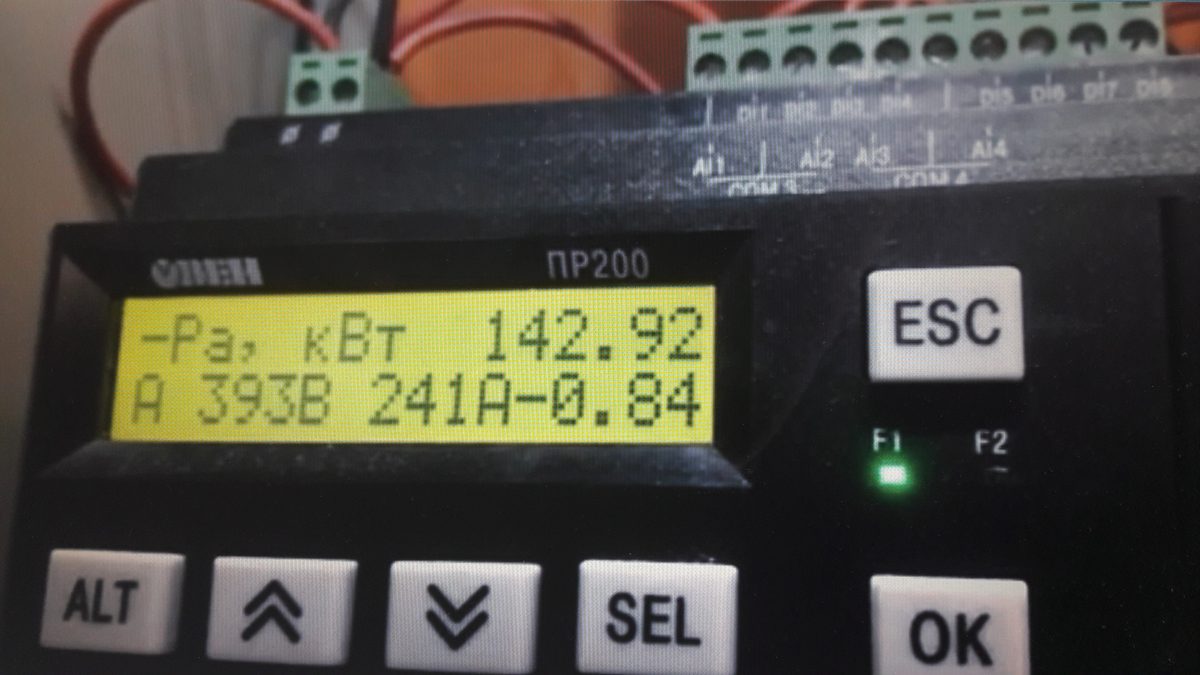 Di1 Di2 Di3 Di4 Di5 Di6 Di7 Di8
Ai1 Ai2 Ai3 Ai4
COM 3 COM 4
ОВЕН ПР200
-Pa, кВт 142.92
A 393В 241A-0.84
ESC
F1 F2
ALT SEL OK